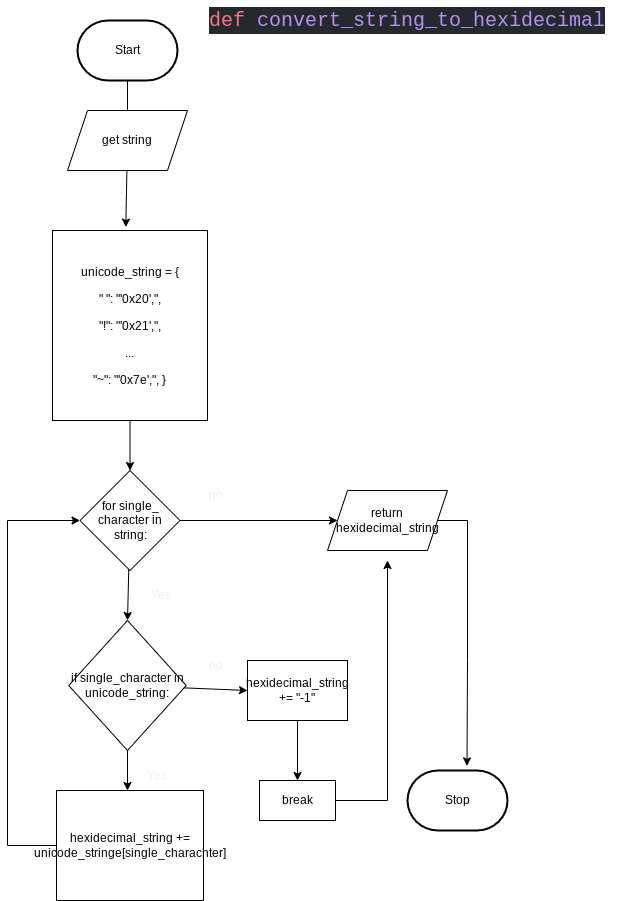 def convert_string_to_hexidecimal
Start
get string
unicode_string = {
" ": "'0x20',",
"!": "'0x21',",
...
"~": "'0x7e',", }
for single_
character in
string:
no
return
hexidecimal_string
Yes
if single_character in
unicode_string:
no
hexidecimal_string
+= "-1"
Yes
break
Stop
hexidecimal_string +=
unicode_stringe[single_charachter]